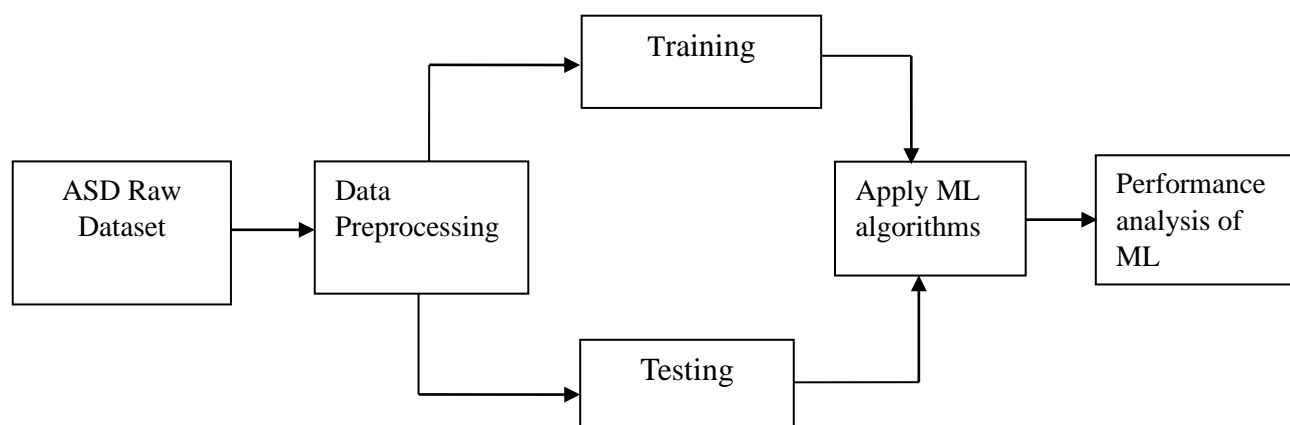 Training
ASD Raw
Dataset
Data
Preprocessing
Apply ML
algorithms
Performance
analysis of
ML
Testing